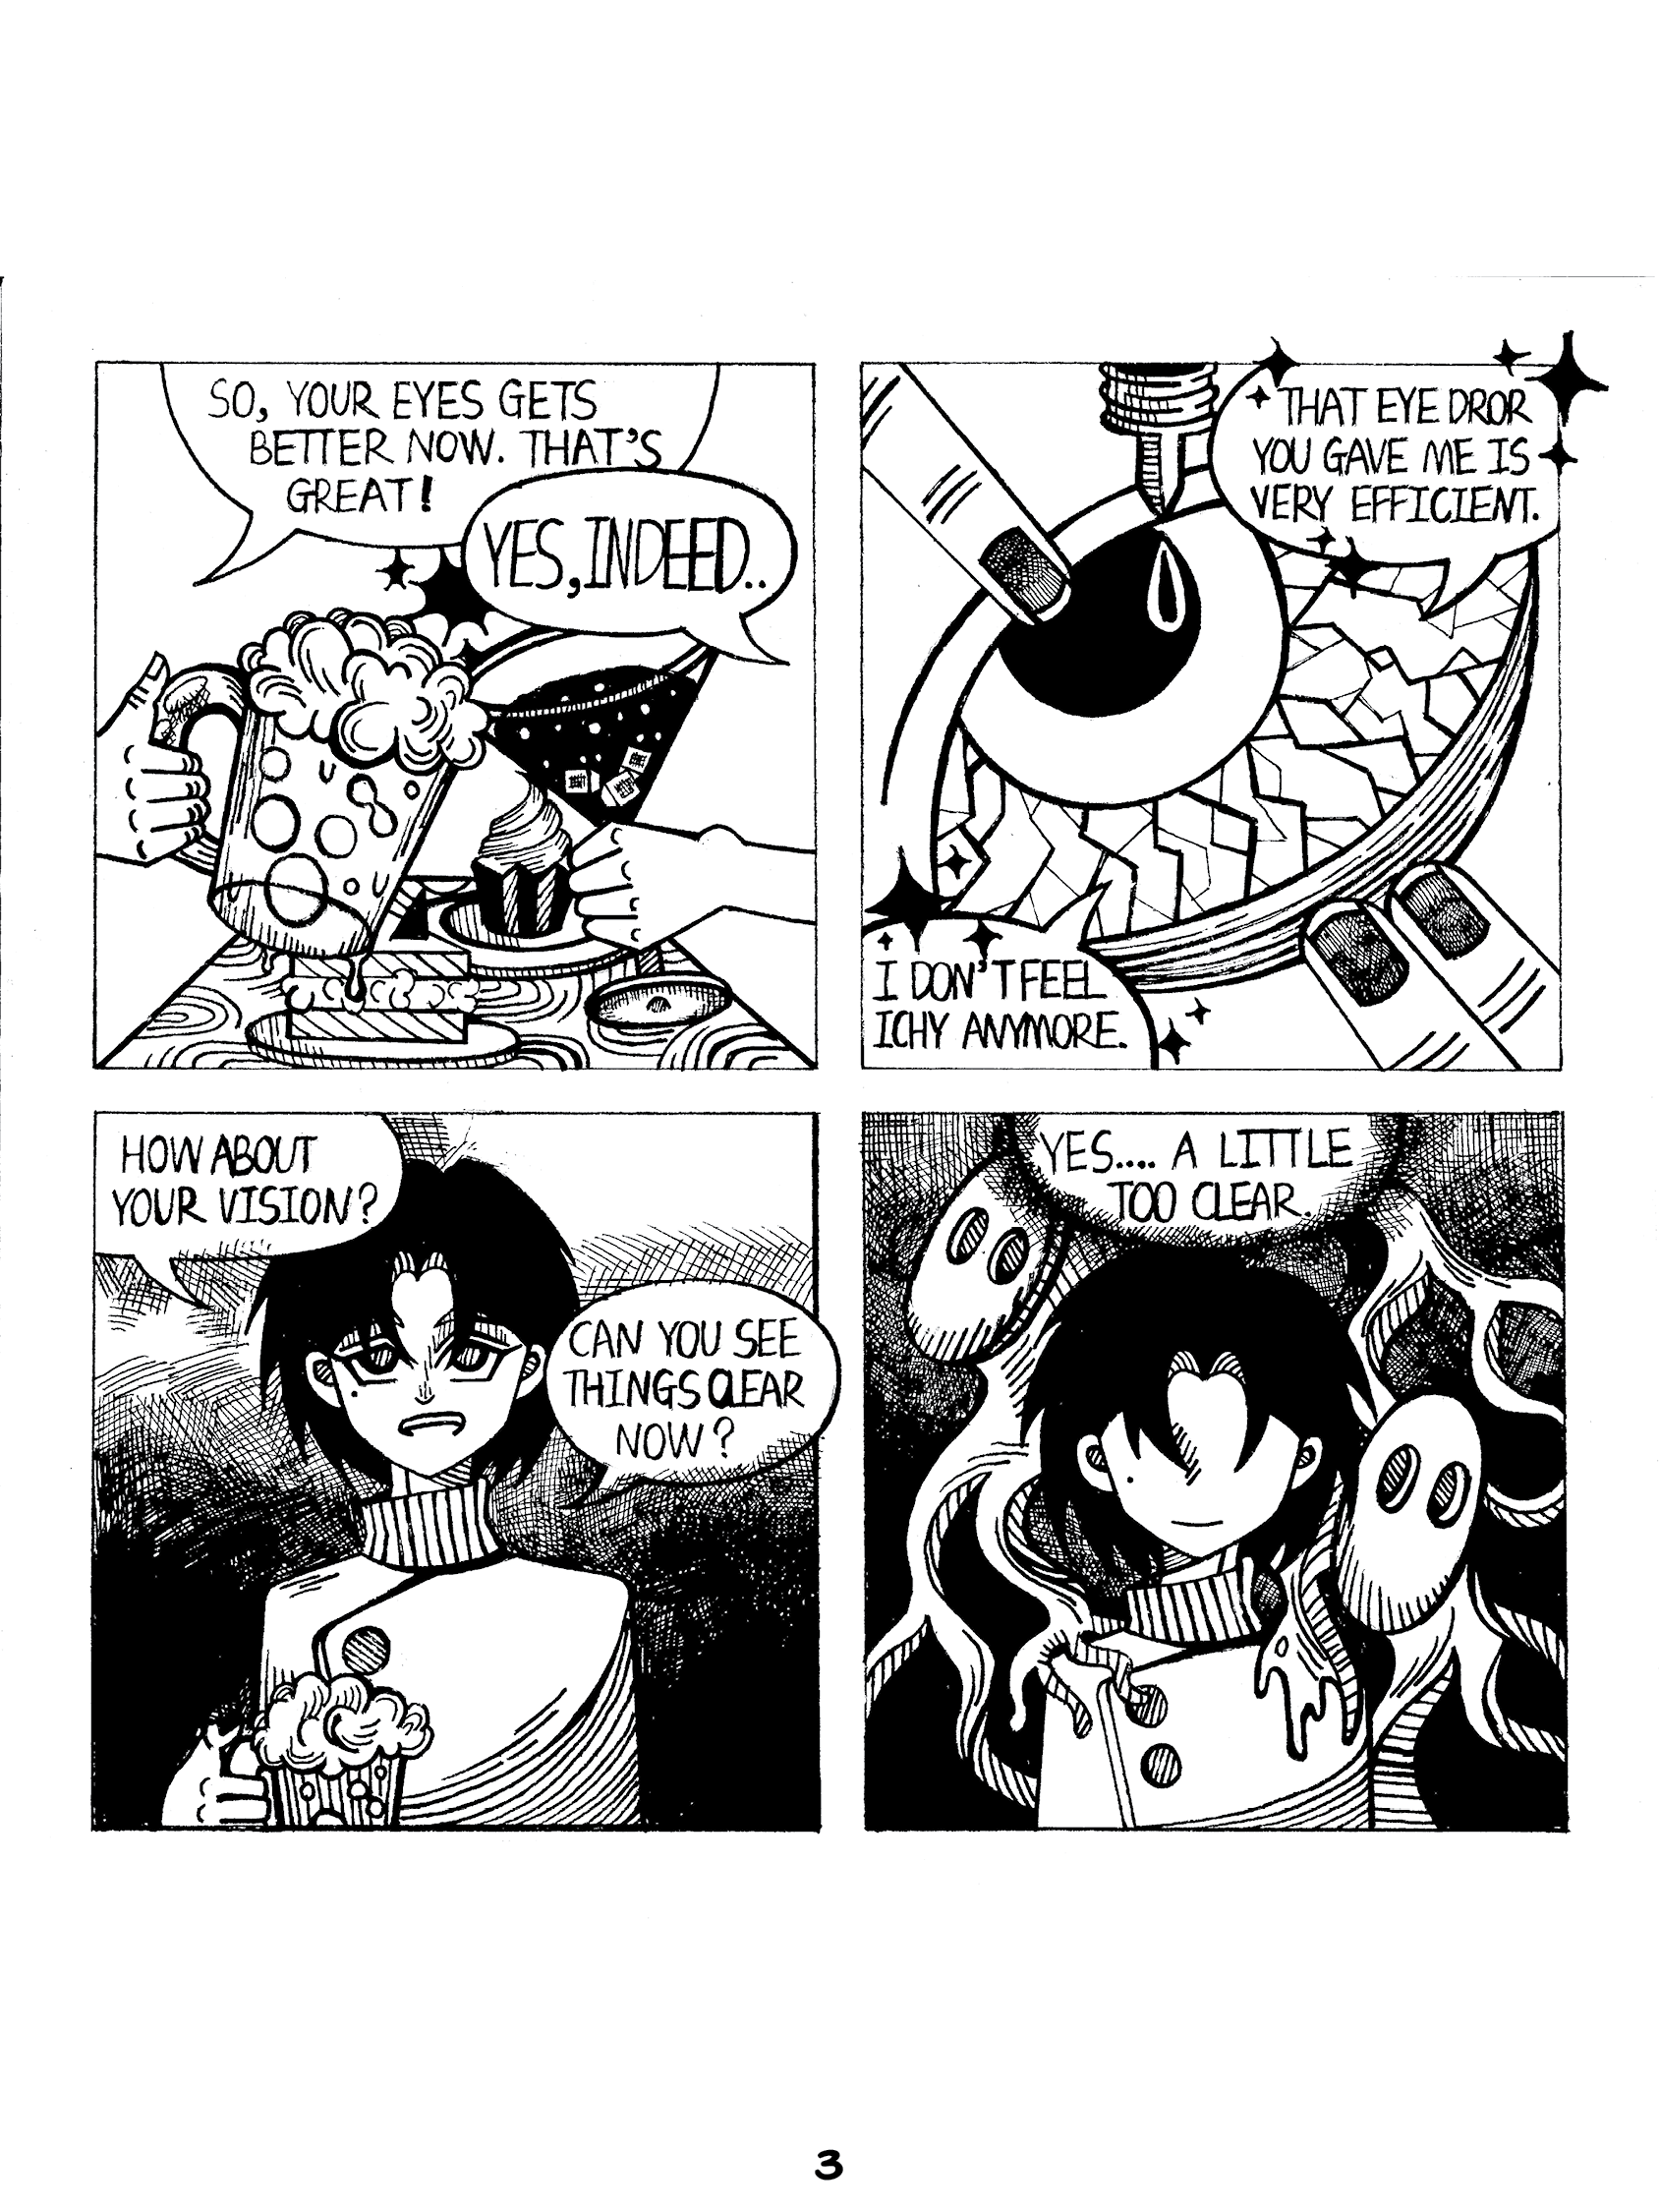 SO, YOUR EYES GETS
BETTER NOW. THAT'S
GREAT!
YES, INDEED..
THAT EYE DROR
YOU GAVE ME IS
VERY EFFICIENT.
I DON'T FEEL
ICHY ANYMORE.
HOW ABOUT
YOUR VISION?
CAN YOU SEE
THINGS CLEAR
NOW?
YES.... A LITTLE
TOO CLEAR.
3